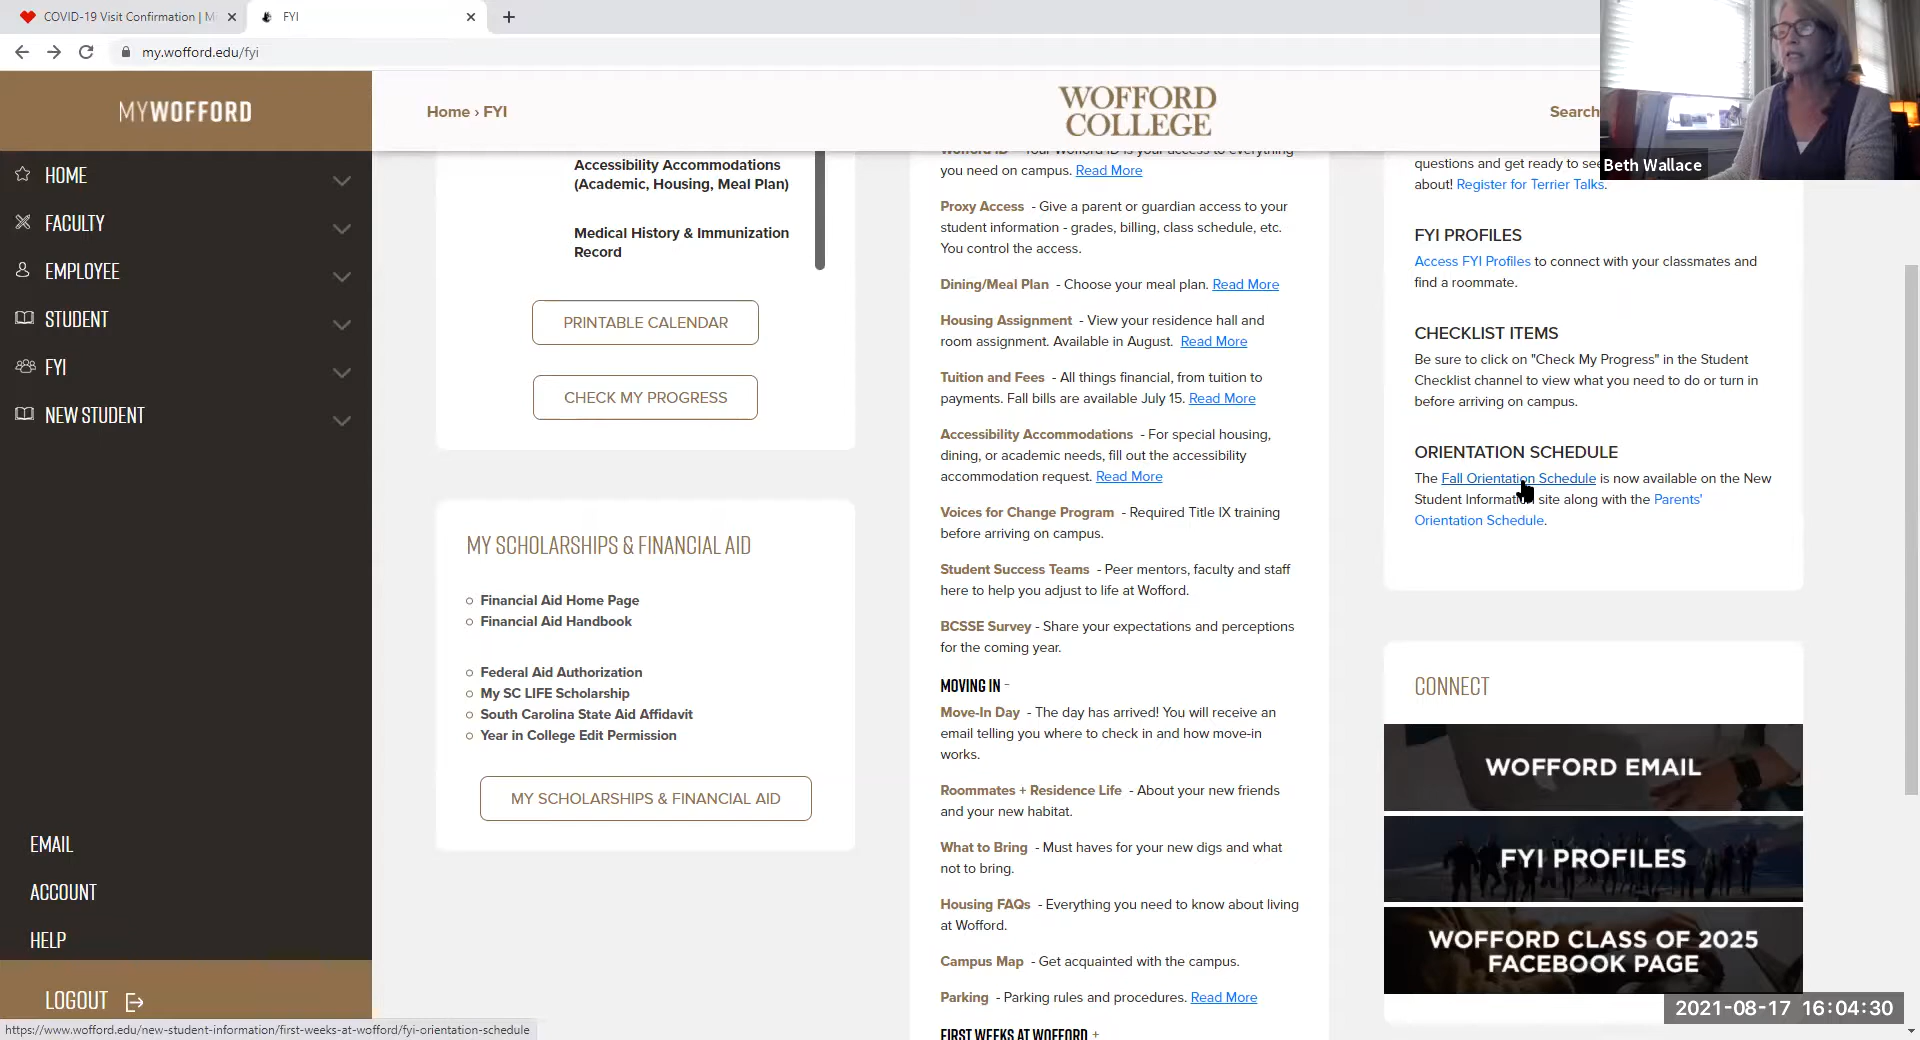 COVID-19 Visit Confirmation | M
FYI
my.wofford.edu/fyi
MYWOFFORD
Home › FYI
WOFFORD
COLLEGE
Search
Beth Wallace
HOME
FACULTY
EMPLOYEE
STUDENT
FYI
NEW STUDENT
EMAIL
ACCOUNT
HELP
LOGOUT
https://www.wofford.edu/new-student-information/first-weeks-at-wofford/fyi-orientation-schedule
Accessibility Accommodations
(Academic, Housing, Meal Plan)
Medical History & Immunization
Record
PRINTABLE CALENDAR
CHECK MY PROGRESS
MY SCHOLARSHIPS & FINANCIAL AID
Financial Aid Home Page
Financial Aid Handbook
Federal Aid Authorization
My SC LIFE Scholarship
South Carolina State Aid Affidavit
Year in College Edit Permission
MY SCHOLARSHIPS & FINANCIAL AID
Wofford ID - Your Wofford ID is your access to everything
you need on campus. Read More
Proxy Access - Give a parent or guardian access to your
student information - grades, billing, class schedule, etc.
You control the access.
Dining/Meal Plan - Choose your meal plan. Read More
Housing Assignment - View your residence hall and
room assignment. Available in August. Read More
Tuition and Fees - All things financial, from tuition to
payments. Fall bills are available July 15. Read More
Accessibility Accommodations - For special housing,
dining, or academic needs, fill out the accessibility
accommodation request. Read More
Voices for Change Program - Required Title IX training
before arriving on campus.
Student Success Teams - Peer mentors, faculty and staff
here to help you adjust to life at Wofford.
BCSSE Survey - Share your expectations and perceptions
for the coming year.
MOVING IN -
Move-In Day - The day has arrived! You will receive an
email telling you where to check in and how move-in
works.
Roommates + Residence Life - About your new friends
and your new habitat.
What to Bring - Must haves for your new digs and what
not to bring.
Housing FAQs - Everything you need to know about living
at Wofford.
Campus Map - Get acquainted with the campus.
Parking - Parking rules and procedures. Read More
FIRST WEEKS AT WOFFORD +
questions and get ready to see
about! Register for Terrier Talks.
FYI PROFILES
Access FYI Profiles to connect with your classmates and
find a roommate.
CHECKLIST ITEMS
Be sure to click on "Check My Progress" in the Student
Checklist channel to view what you need to do or turn in
before arriving on campus.
ORIENTATION SCHEDULE
The Fall Orientation Schedule is now available on the New
Student Information site along with the Parents'
Orientation Schedule.
CONNECT
WOFFORD EMAIL
FYI PROFILES
WOFFORD CLASS OF 2025
FACEBOOK PAGE
2021-08-17 16:04:30